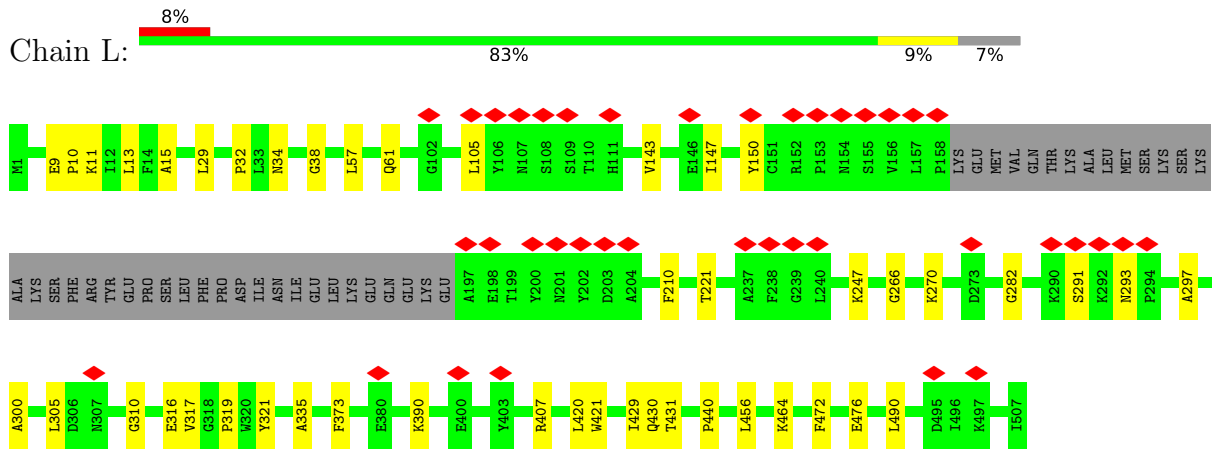 8%
Chain L:
83% 9% 7%
M1 E9 P10 K11 I12 L13 F14 A15 L29 P32 L33 N34 G38 L57 Q61 G102 L105 Y106 N107 S108 S109 T110 H111 V143 E146 I147 Y150 C151 R152 P153 N154 S155 V156 L157 P158 LYS GLU MET VAL GLN THR LYS ALA LEU MET SER LYS SER LYS
ALA LYS SER PHE ARG TYR GLU PRO SER LEU PHE PRO ASP ILE ASN ILE GLU LEU LYS GLU GLN GLU LYS GLU A197 E198 T199 Y200 N201 Y202 D203 A204 F210 T221 A237 F238 G239 L240 K247 G266 K270 D273 G282 K290 S291 K292 N293 P294 A297
A300 L305 D306 N307 G310 E316 V317 G318 P319 W320 Y321 A335 F373 E380 K390 E400 Y403 R407 L420 W421 I429 Q430 T431 P440 L456 K464 F472 E476 L490 D495 I496 K497 I507